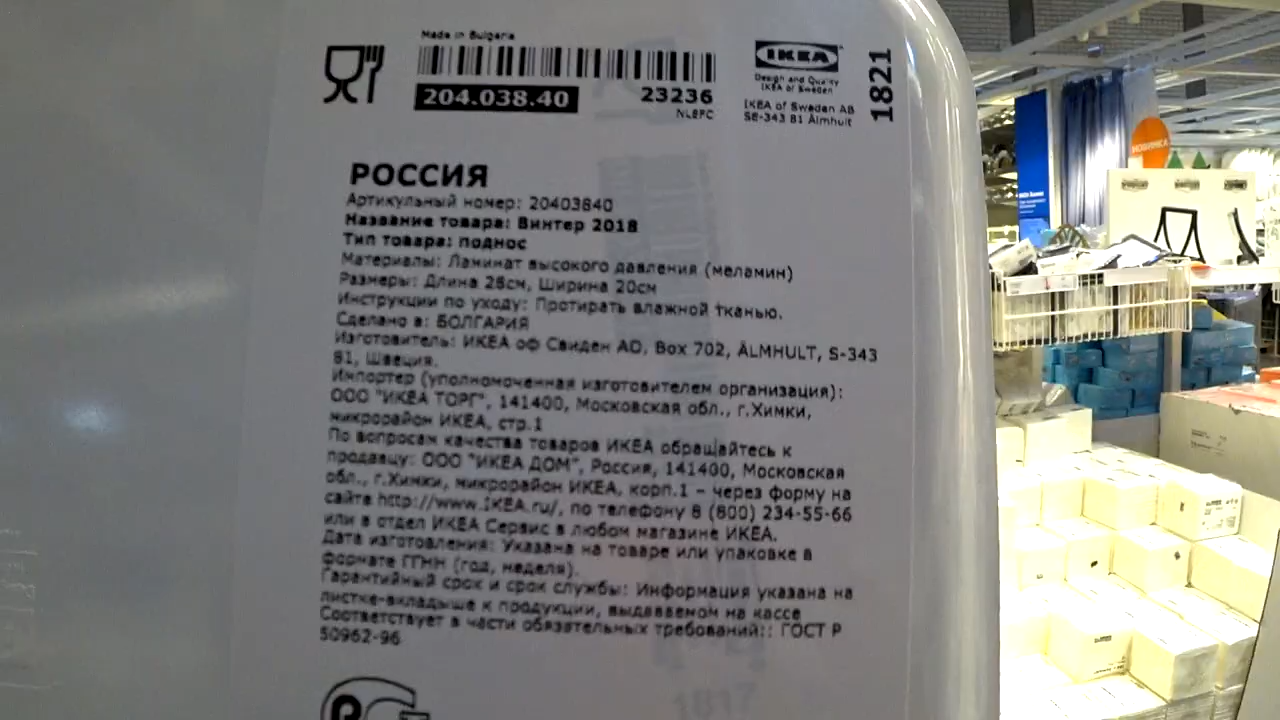 Made in Bulgaria
204.038.40
23236
NLBFC
IKEA
Design and Quality
IKEA of Sweden
IKEA of Sweden AB
SE-343 81 Älmhult
1821
РОССИЯ
Артикульный номер: 20403840
Название товара: Винтер 2018
Тип товара: поднос
Материалы: Ламинат высокого давления (меламин)
Размеры: Длина 28см, Ширина 20см
Инструкции по уходу: Протирать влажной тканью.
Сделано в: БОЛГАРИЯ
Изготовитель: ИКЕА оф Свиден АО, Box 702, ÄLMHULT, S-343
81, Швеция.
Импортер (уполномоченная изготовителем организация):
ООО "ИКЕА ТОРГ", 141400, Московская обл., г.Химки,
микрорайон ИКЕА, стр.1
По вопросам качества товаров ИКЕА обращайтесь к
продавцу: ООО "ИКЕА ДОМ", Россия, 141400, Московская
обл., г.Химки, микрорайон ИКЕА, корп.1 – через форму на
сайте http://www.IKEA.ru/, по телефону 8 (800) 234-55-66
или в отдел ИКЕА Сервис в любом магазине ИКЕА.
Дата изготовления: Указана на товаре или упаковке в
формате ГГНН (год, неделя).
Гарантийный срок и срок службы: Информация указана на
листке-вкладыше к продукции, выдаваемом на кассе
Соответствует в части обязательных требований:: ГОСТ Р
50962-96
1817
НОВИНКА